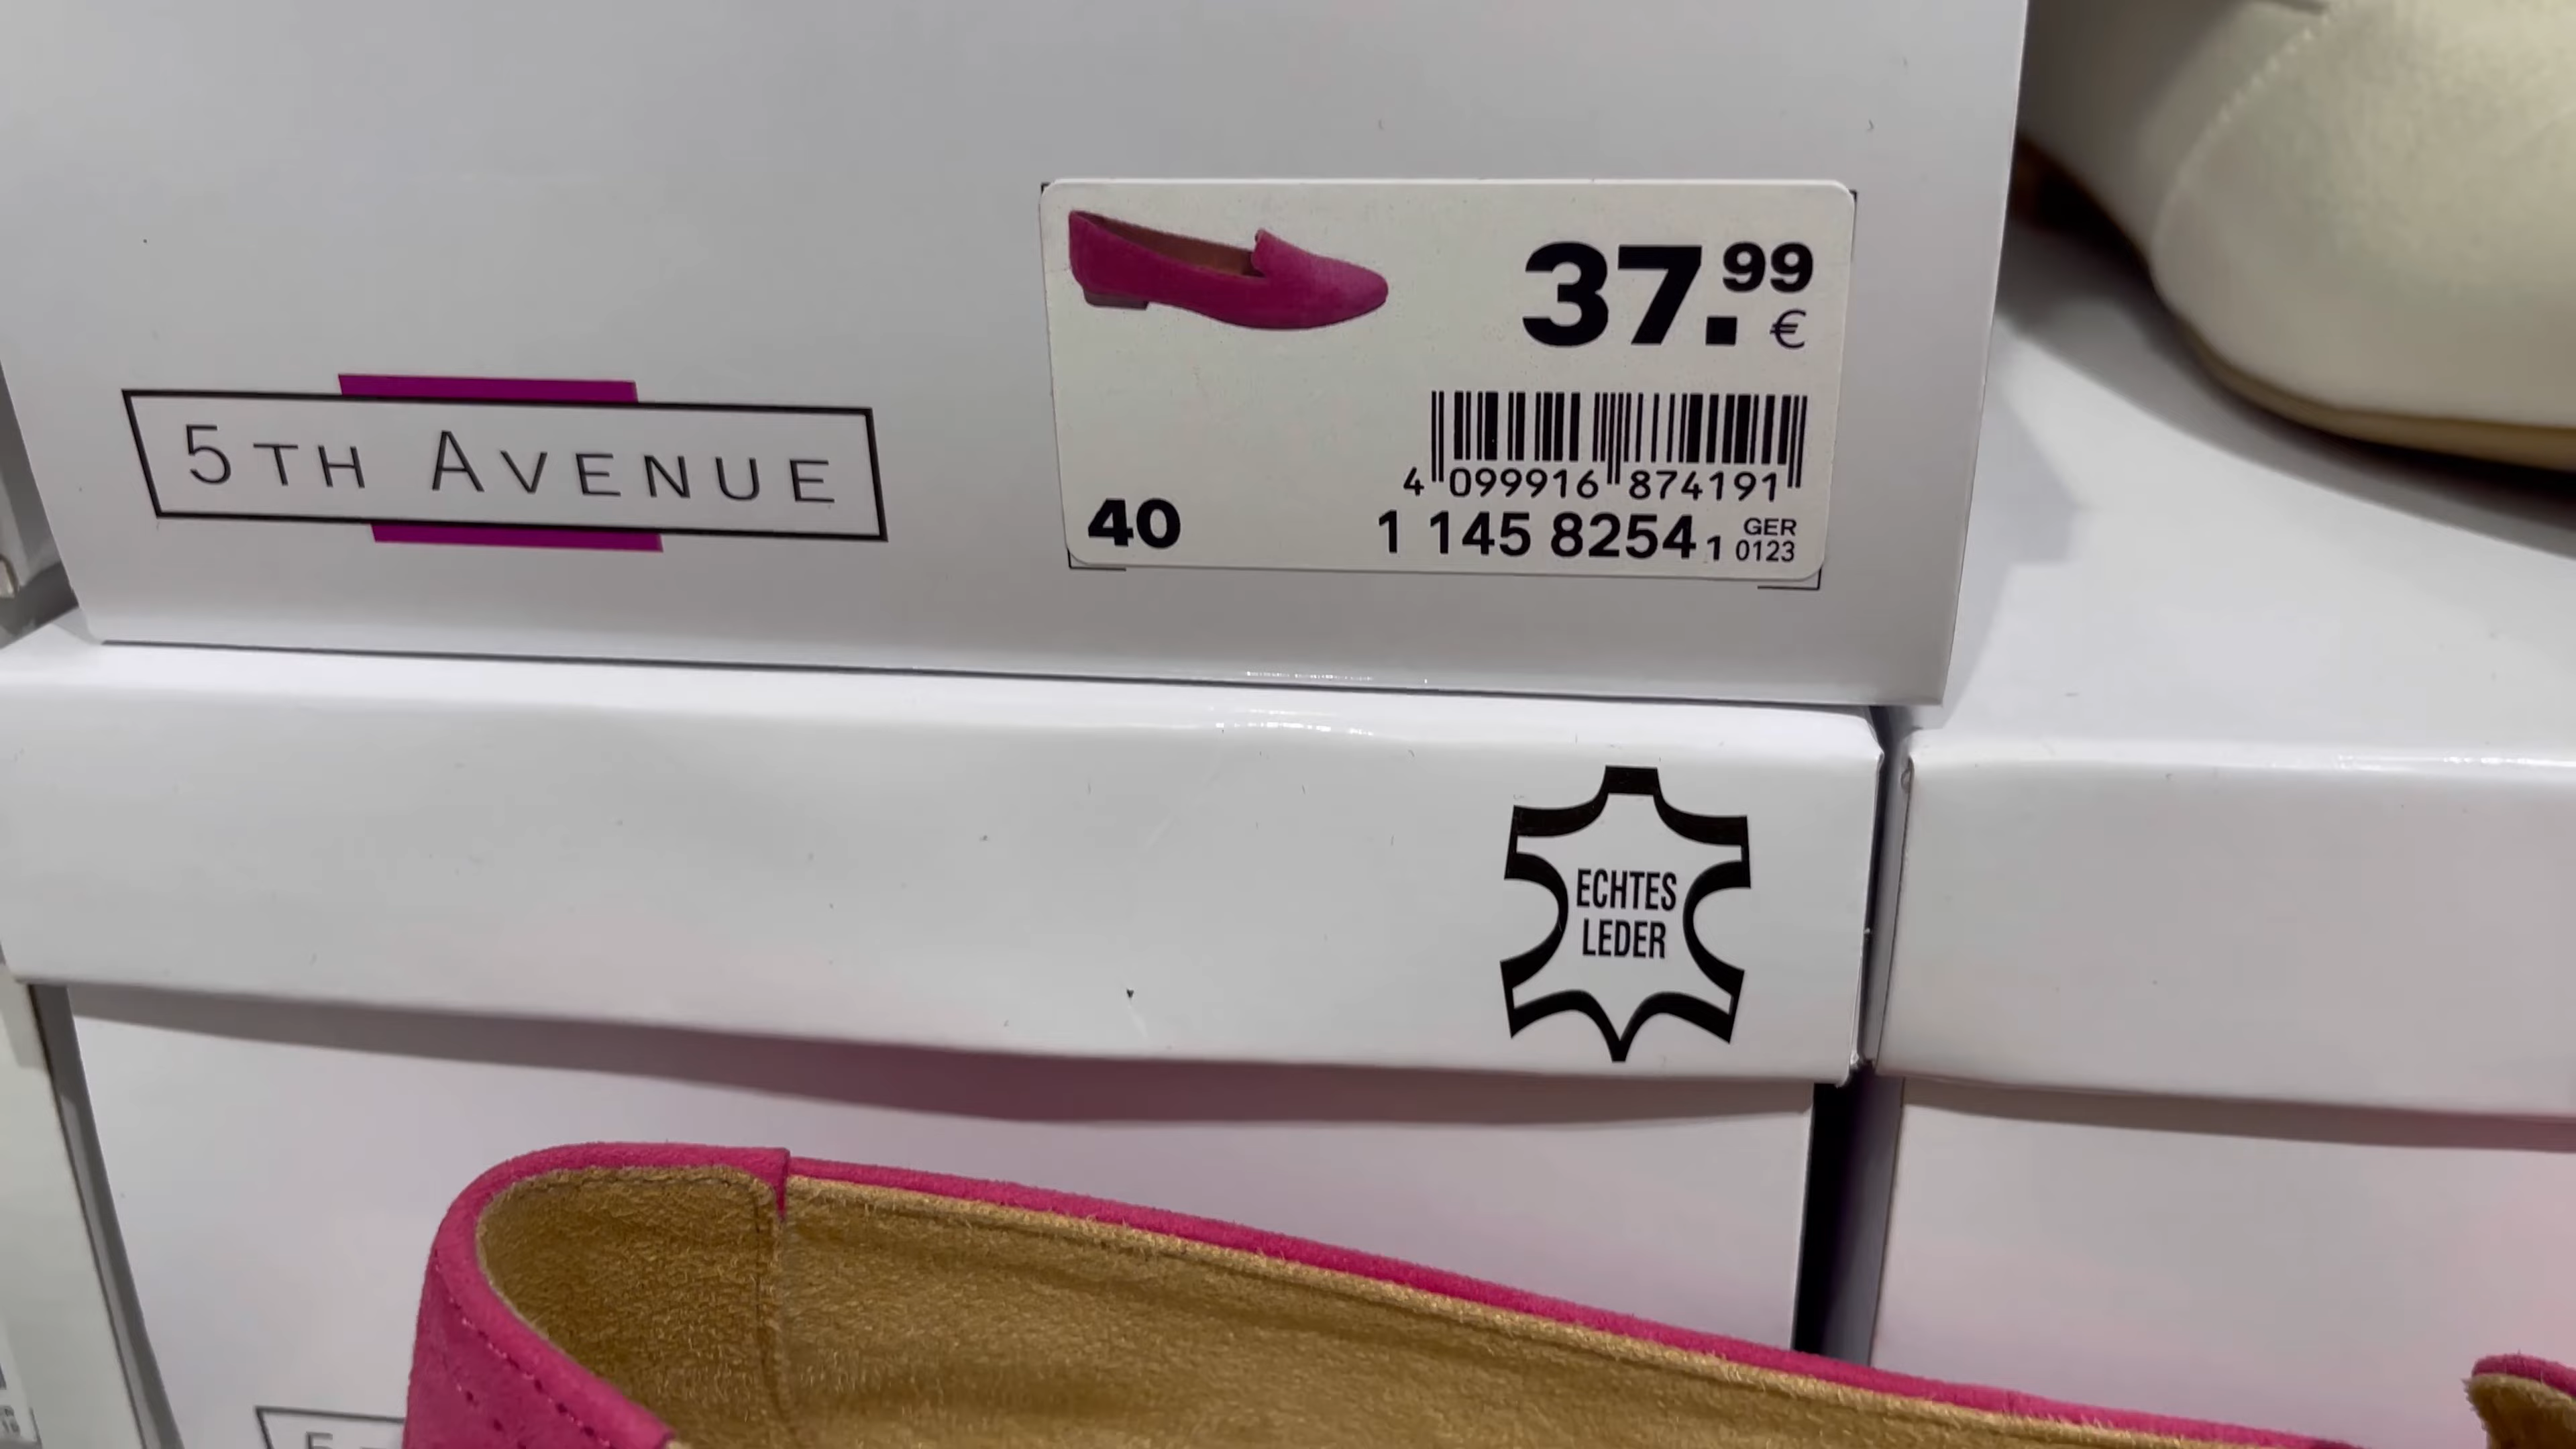 37.99
€
5TH AVENUE
4 099916 874191
40
1 145 8254 1 GER
0123
ECHTES
LEDER